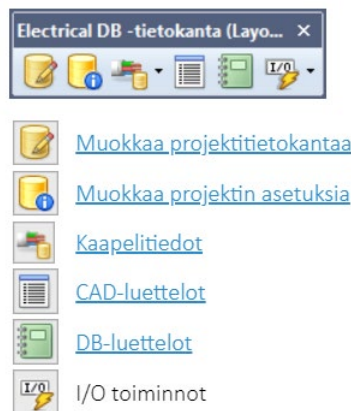 Electrical DB -tietokanta (Layo...
I/O
Muokkaa projektitietokantaa
Muokkaa projektin asetuksia
Kaapelitiedot
CAD-luettelot
DB-luettelot
I/O
I/O toiminnot